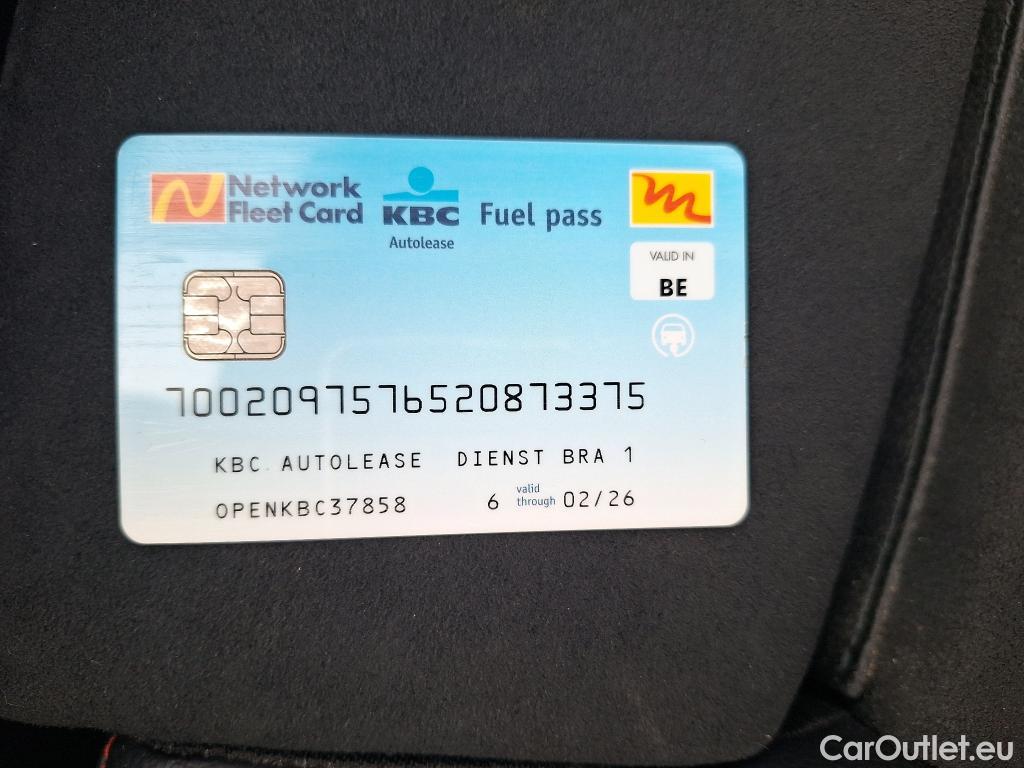 Network
Fleet Card
KBC
Autolease
Fuel pass
VALID IN
BE
7002097576520873375
KBC AUTOLEASE DIENST BRA 1
OPENKBC37858 6 valid through 02/26
CarOutlet.eu